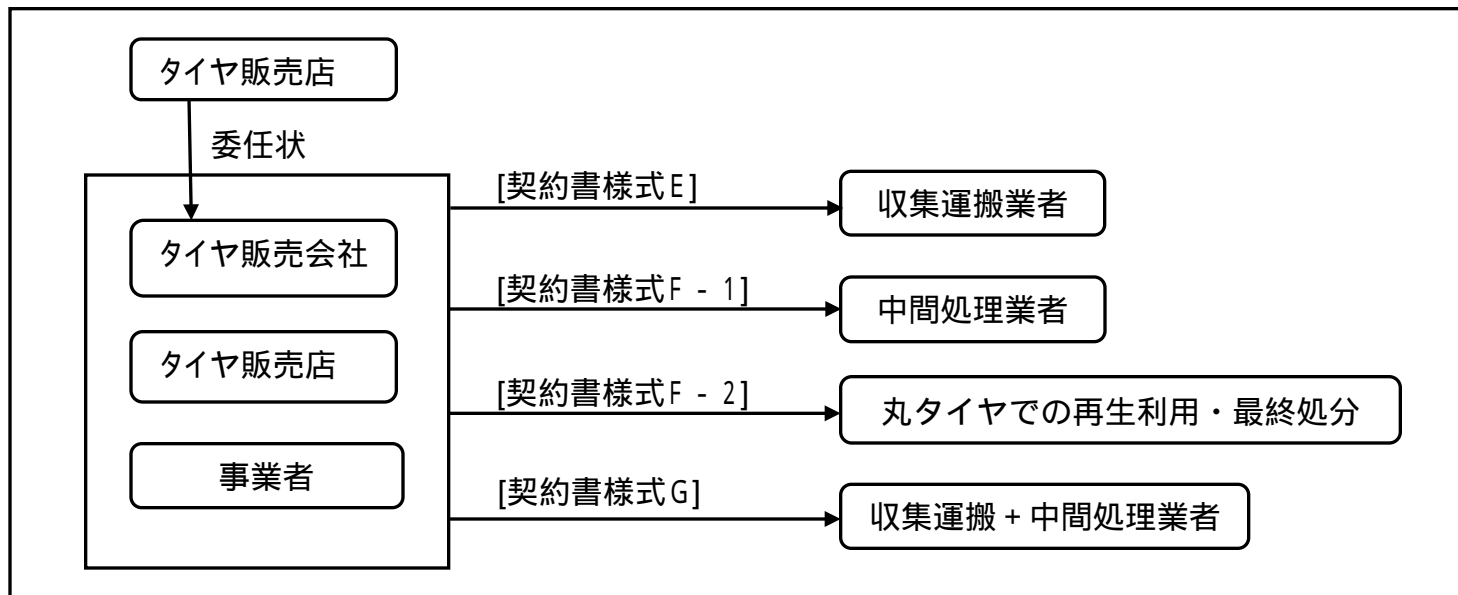 タイヤ販売店
委任状
[契約書様式E]
収集運搬業者
タイヤ販売会社
[契約書様式F - 1]
中間処理業者
タイヤ販売店
[契約書様式F - 2]
丸タイヤでの再生利用・最終処分
事業者
[契約書様式G]
収集運搬+中間処理業者